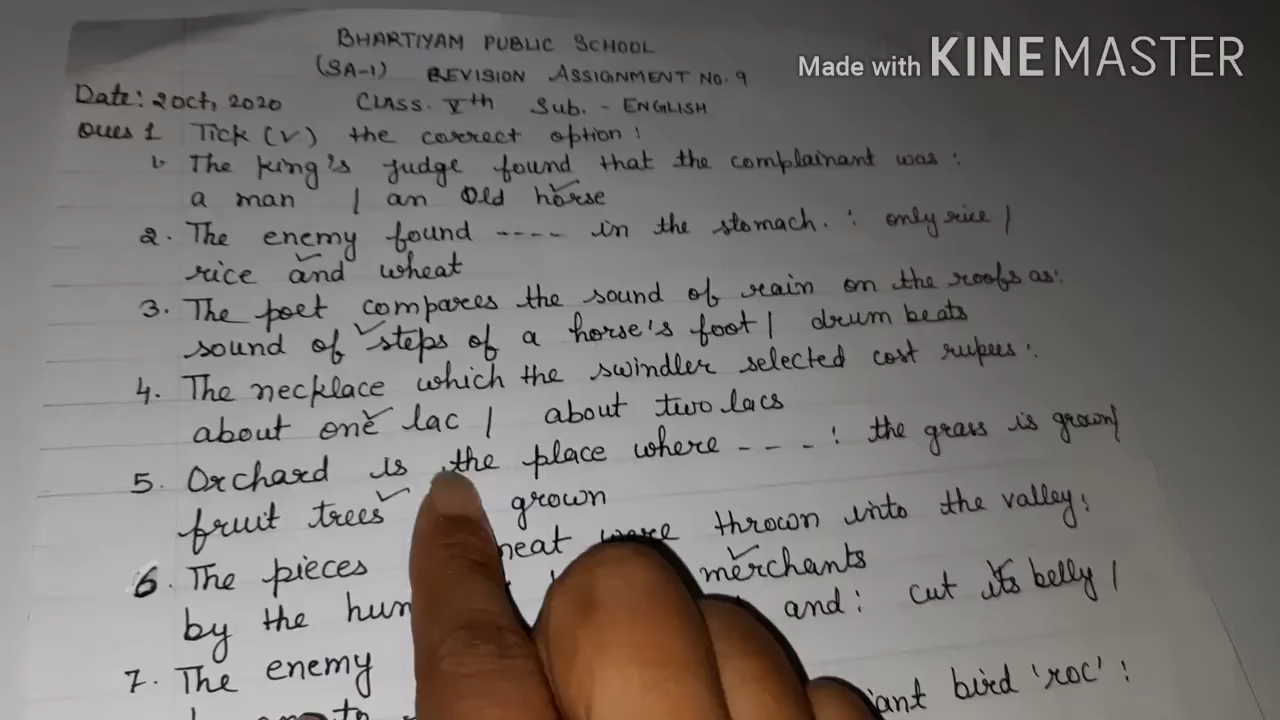 Made with KINEMASTER
BHARTIYAM PUBLIC SCHOOL
(SA-1) REVISION ASSIGNMENT NO. 9
Date: 2 Oct, 2020 CLASS. Vth Sub. - ENGLISH
Ques 1 Tick (✓) the correct option:
1. The king's judge found that the complainant was:
a man / an old horse
2. The enemy found ---- in the stomach. : only rice /
rice and wheat
3. The poet compares the sound of rain on the roofs as:
sound of steps of a horse's foot / drum beats
4. The necklace which the swindler selected cost rupees:
about one lac / about two lacs
5. Orchard is the place where ---: the grass is grown/
fruit trees grown
6. The pieces were thrown into the valley:
by the merchants
7. The enemy and: cut its belly /
bird 'roc':